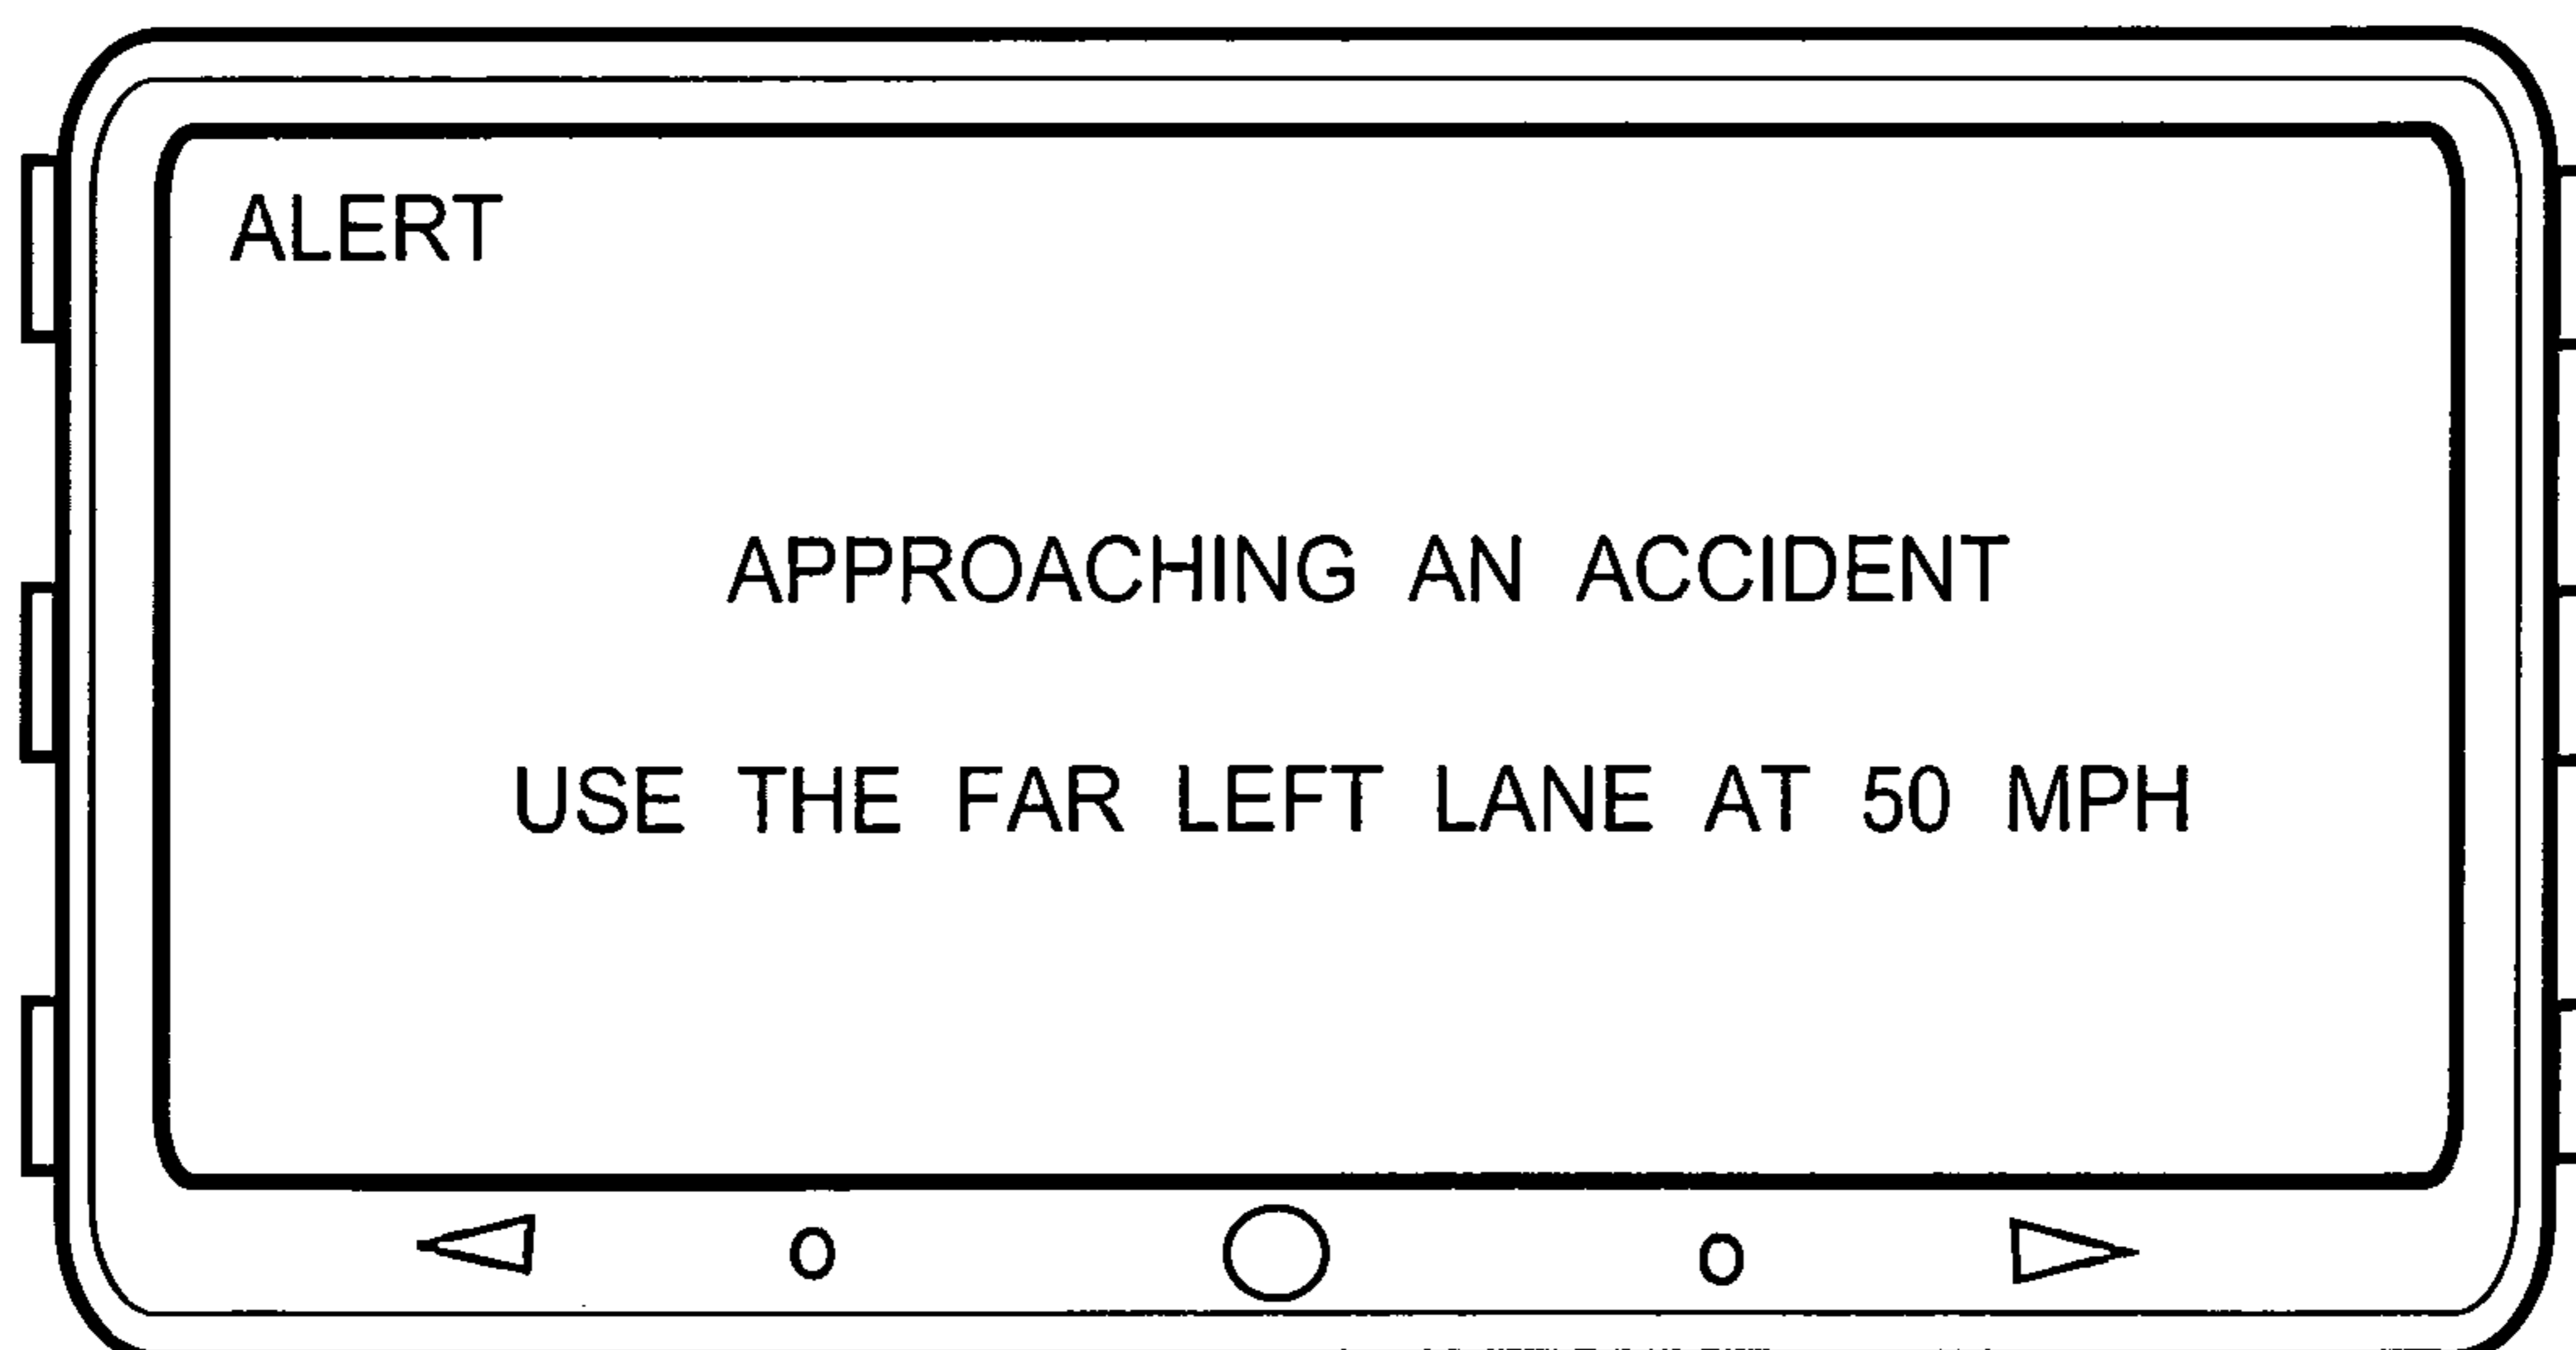 ALERT
APPROACHING AN ACCIDENT
USE THE FAR LEFT LANE AT 50 MPH